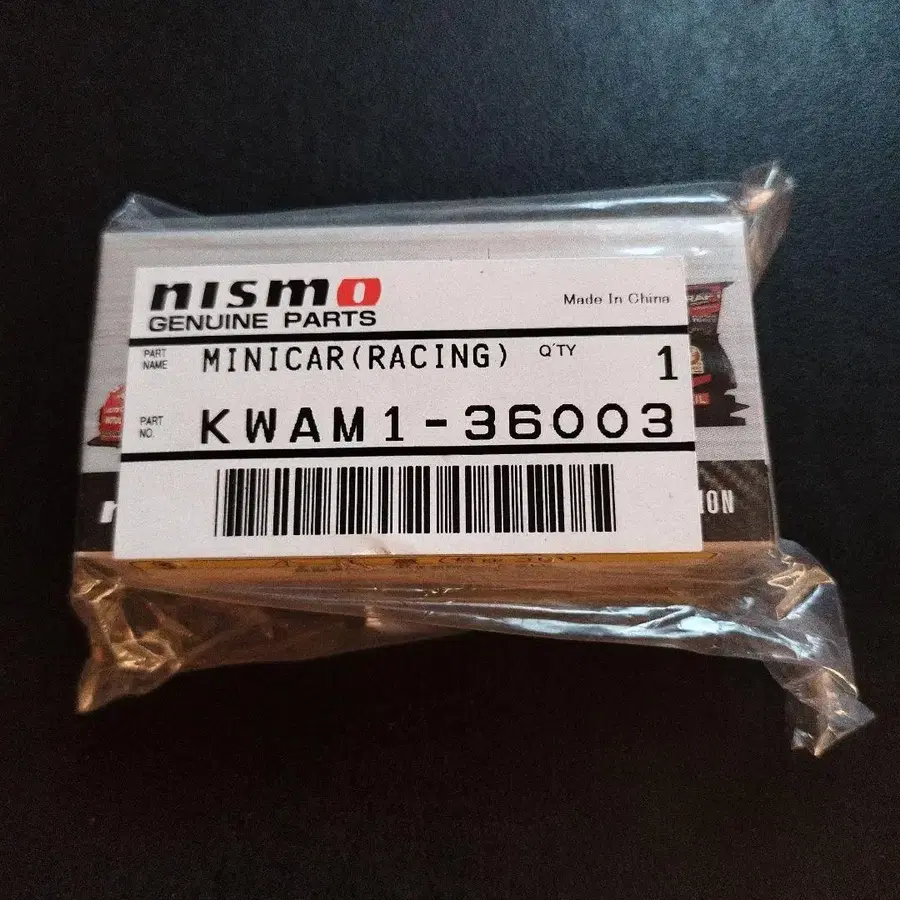 nismo
GENUINE PARTS
Made In China
PART NAME MINICAR(RACING) Q'TY 1
PART NO. KWAM1-36003